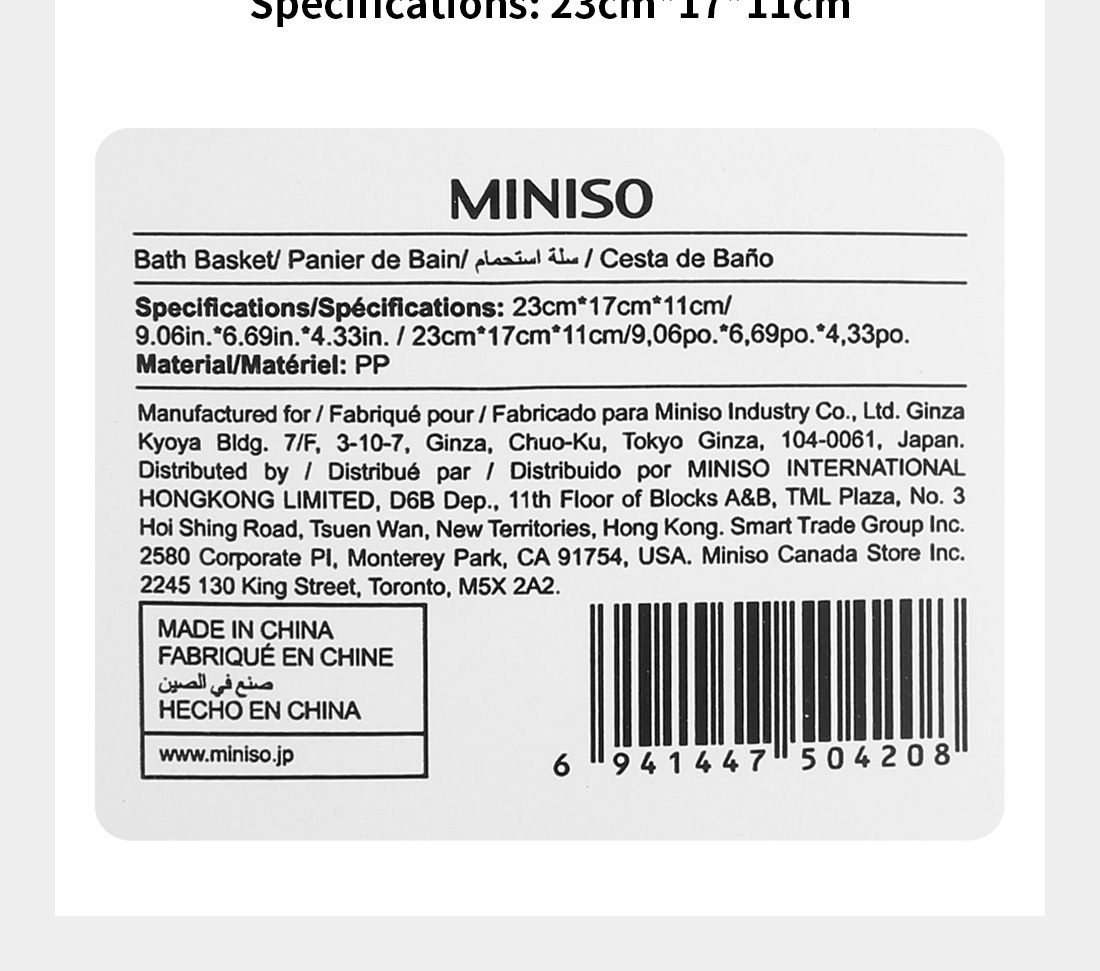 Specifications: 23cm*17*11cm
MINISO
Bath Basket/ Panier de Bain/ سلة استحمام / Cesta de Baño
Specifications/Spécifications: 23cm*17cm*11cm/
9.06in.*6.69in.*4.33in. / 23cm*17cm*11cm/9,06po.*6,69po.*4,33po.
Material/Matériel: PP
Manufactured for / Fabriqué pour / Fabricado para Miniso Industry Co., Ltd. Ginza
Kyoya Bldg. 7/F, 3-10-7, Ginza, Chuo-Ku, Tokyo Ginza, 104-0061, Japan.
Distributed by / Distribué par / Distribuido por MINISO INTERNATIONAL
HONGKONG LIMITED, D6B Dep., 11th Floor of Blocks A&B, TML Plaza, No. 3
Hoi Shing Road, Tsuen Wan, New Territories, Hong Kong. Smart Trade Group Inc.
2580 Corporate Pl, Monterey Park, CA 91754, USA. Miniso Canada Store Inc.
2245 130 King Street, Toronto, M5X 2A2.
MADE IN CHINA
FABRIQUÉ EN CHINE
صنع في الصين
HECHO EN CHINA
www.miniso.jp
6 941447 504208